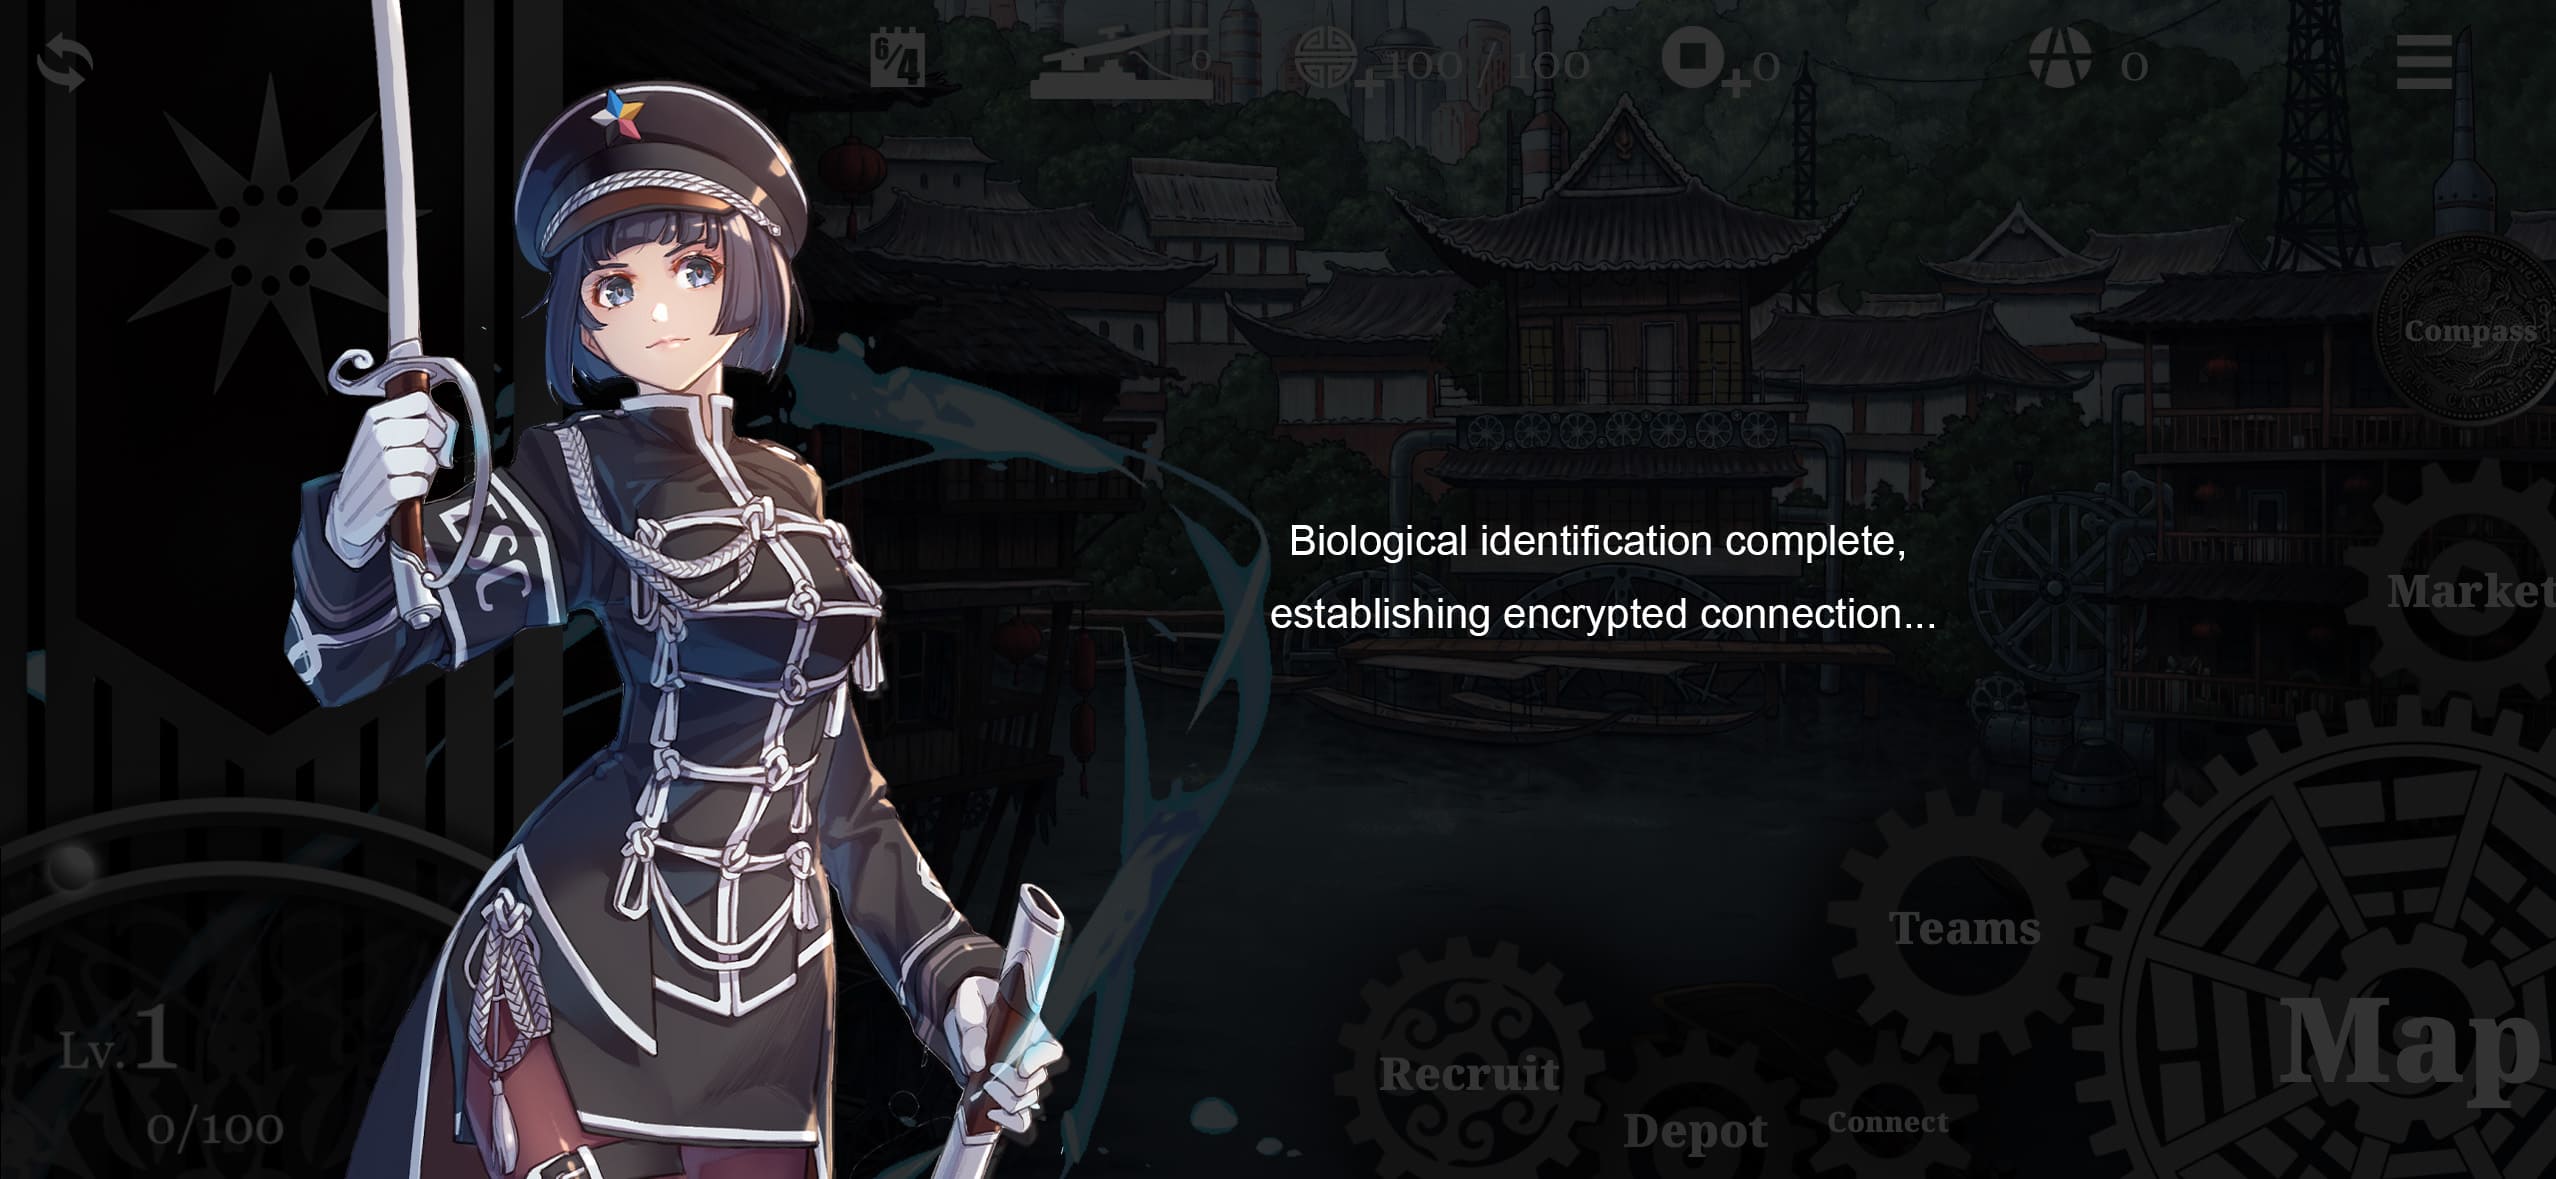 6/4
0
100 / 100
0
0
Compass
ESC
Biological identification complete,
establishing encrypted connection...
Market
Teams
Map
Lv.1
Recruit
Depot
Connect
0/100